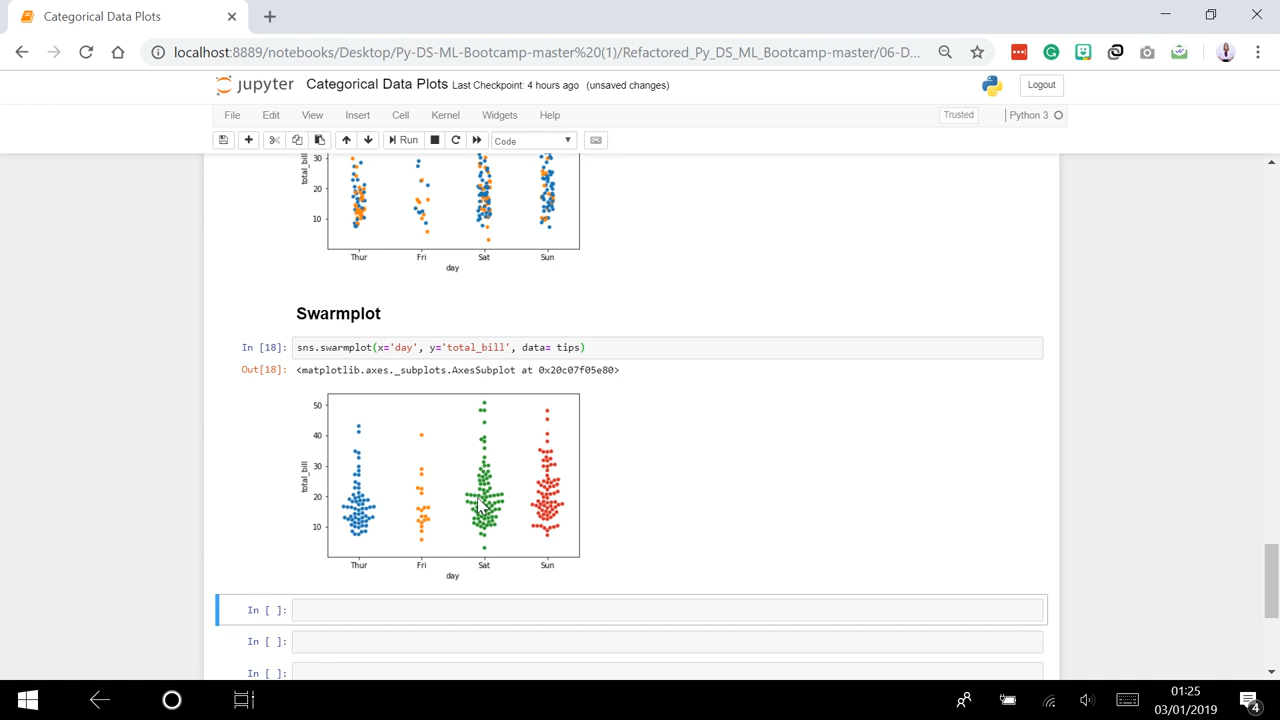 Categorical Data Plots
localhost:8889/notebooks/Desktop/Py-DS-ML-Bootcamp-master%20(1)/Refactored_Py_DS_ML_Bootcamp-master/06-D...
jupyter Categorical Data Plots Last Checkpoint: 4 hours ago (unsaved changes) Logout
File Edit View Insert Cell Kernel Widgets Help Trusted Python 3
Run Code
total_bill
30
20
10
Thur Fri Sat Sun
day
Swarmplot
In [18]: sns.swarmplot(x='day', y='total_bill', data= tips)
Out[18]: <matplotlib.axes._subplots.AxesSubplot at 0x20c07f05e80>
50
40
30
total_bill
20
10
Thur Fri Sat Sun
day
In [ ]:
In [ ]:
In [ ]:
01:25
03/01/2019
4